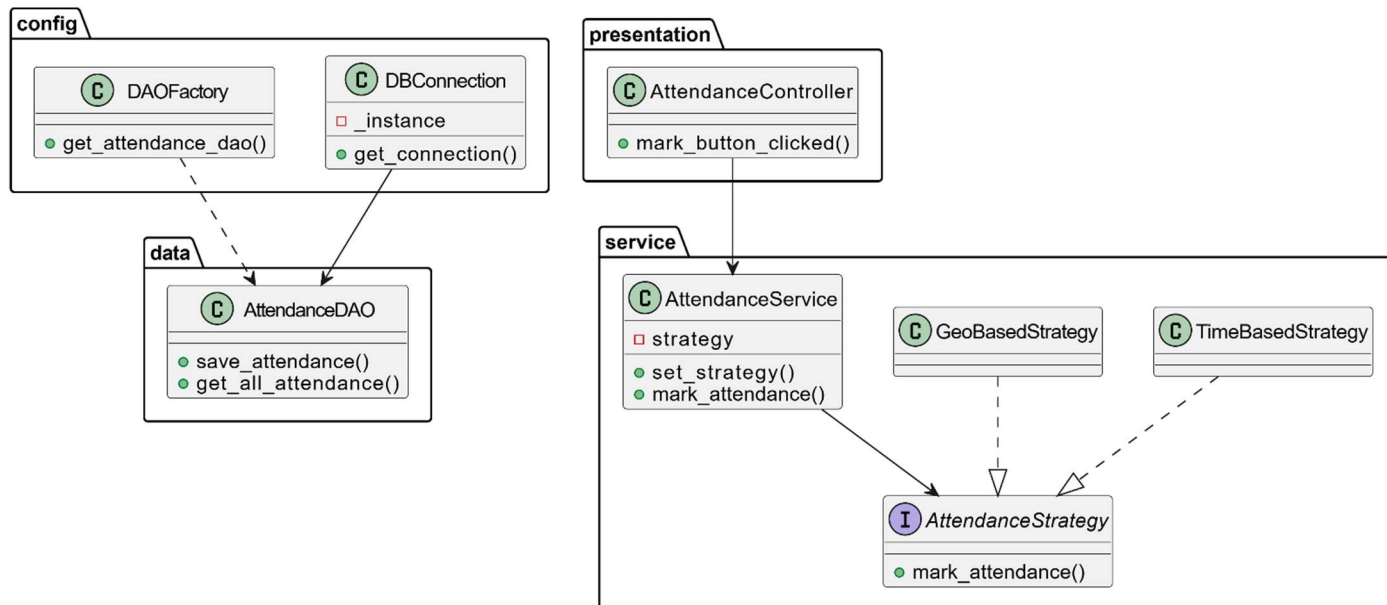 config
C DAOFactory
get_attendance_dao()
C DBConnection
_instance
get_connection()
data
C AttendanceDAO
save_attendance()
get_all_attendance()
presentation
C AttendanceController
mark_button_clicked()
service
C AttendanceService
strategy
set_strategy()
mark_attendance()
C GeoBasedStrategy
C TimeBasedStrategy
I AttendanceStrategy
mark_attendance()